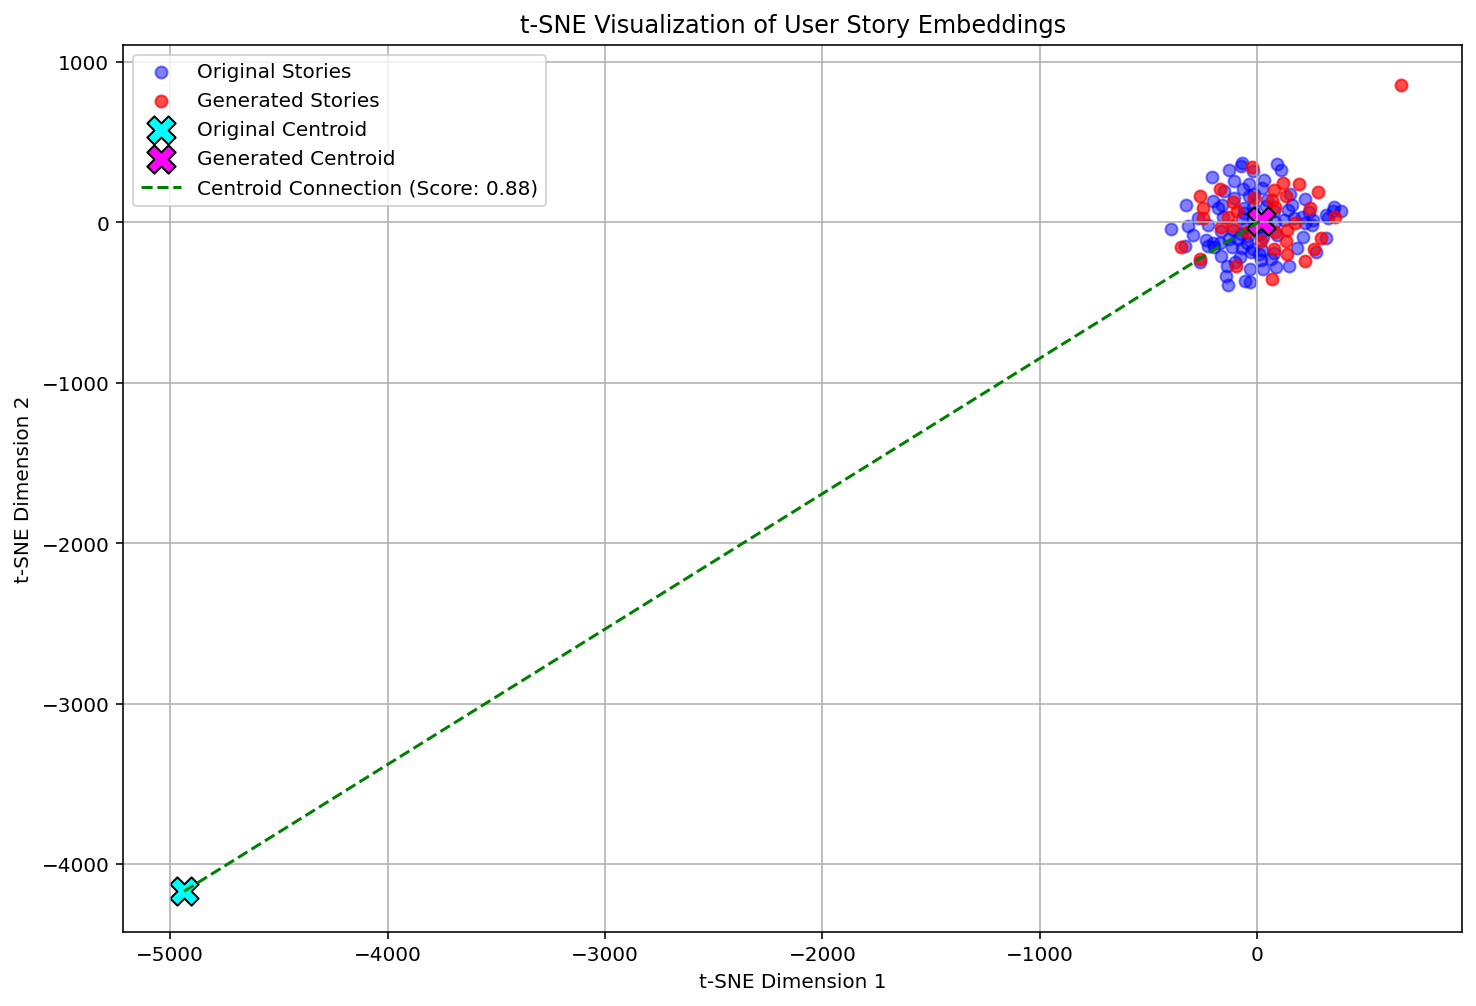 t-SNE Visualization of User Story Embeddings
Original Stories
Generated Stories
Original Centroid
Generated Centroid
Centroid Connection (Score: 0.88)
1000
0
−1000
−2000
−3000
−4000
t-SNE Dimension 2
−5000
−4000
−3000
−2000
−1000
0
t-SNE Dimension 1